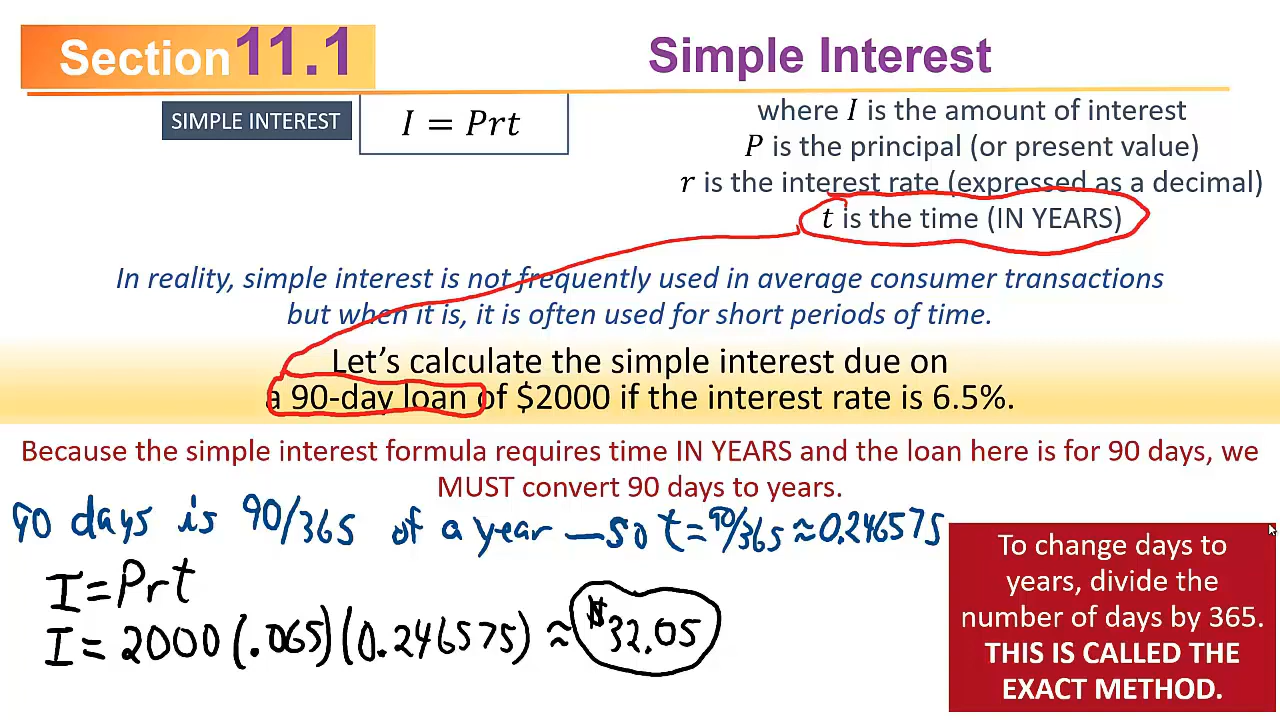 Section 11.1
Simple Interest
SIMPLE INTEREST
I = Prt
where I is the amount of interest
P is the principal (or present value)
r is the interest rate (expressed as a decimal)
t is the time (IN YEARS)
In reality, simple interest is not frequently used in average consumer transactions
but when it is, it is often used for short periods of time.
Let's calculate the simple interest due on
a 90-day loan of $2000 if the interest rate is 6.5%.
Because the simple interest formula requires time IN YEARS and the loan here is for 90 days, we
MUST convert 90 days to years.
90 days is 90/365 of a year — so t = 90/365 ≈ 0.246575
I = Prt
I = 2000 (.065)(0.246575) ≈ $32.05
To change days to
years, divide the
number of days by 365.
THIS IS CALLED THE
EXACT METHOD.